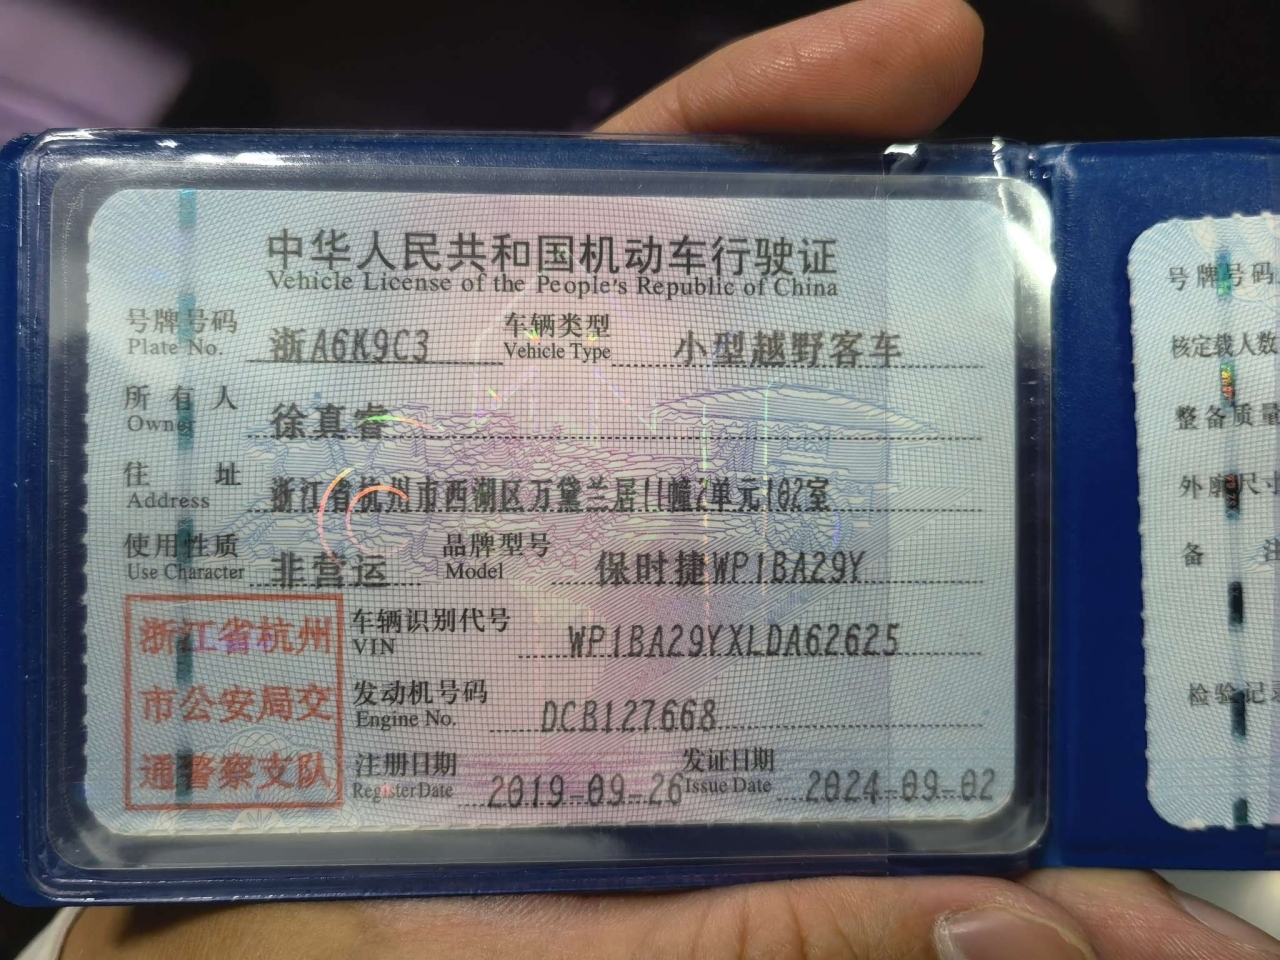 中华人民共和国机动车行驶证
Vehicle License of the People's Republic of China
号牌号码 浙A6K9C3 车辆类型 小型越野客车
Plate No. Vehicle Type
所有人 徐真睿
Owner
住址 浙江省杭州市西湖区万黛兰居11幢2单元102室
Address
使用性质 非营运 品牌型号 保时捷WP1BA29Y
Use Character Model
浙江省杭州
市公安局交
通警察支队
车辆识别代号 WP1BA29YXLDA62625
VIN
发动机号码 DCB127668
Engine No.
注册日期 2019-09-26 发证日期 2024-09-02
Register Date Issue Date
号牌号码
核定载人数
整备质量
外廓尺寸
备注
检验记